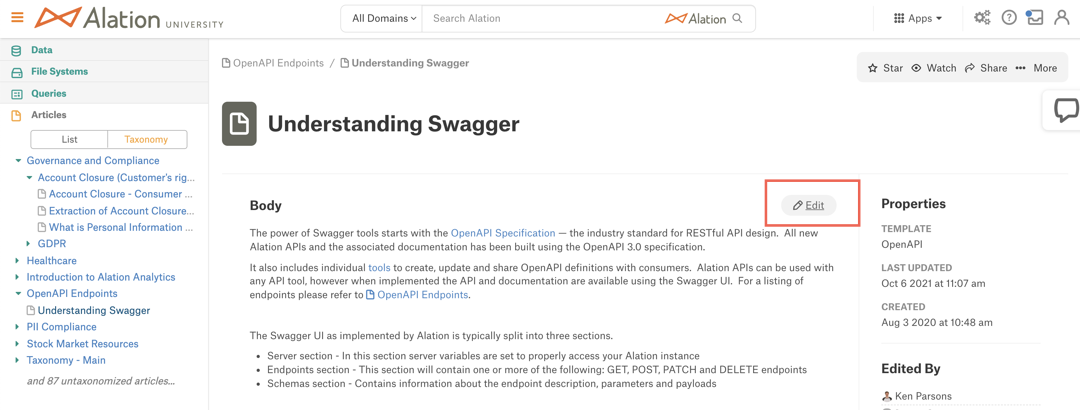 Alation UNIVERSITY
All Domains
Search Alation
Alation
Apps
Data
File Systems
Queries
Articles
List
Taxonomy
Governance and Compliance
Account Closure (Customer's rig...
Account Closure - Consumer ...
Extraction of Account Closure...
What is Personal Information ...
GDPR
Healthcare
Introduction to Alation Analytics
OpenAPI Endpoints
Understanding Swagger
PII Compliance
Stock Market Resources
Taxonomy - Main
and 87 untaxonomized articles...
OpenAPI Endpoints / Understanding Swagger
Star Watch Share More
Understanding Swagger
Body
Edit
The power of Swagger tools starts with the OpenAPI Specification — the industry standard for RESTful API design. All new
Alation APIs and the associated documentation has been built using the OpenAPI 3.0 specification.
It also includes individual tools to create, update and share OpenAPI definitions with consumers. Alation APIs can be used with
any API tool, however when implemented the API and documentation are available using the Swagger UI. For a listing of
endpoints please refer to OpenAPI Endpoints.
The Swagger UI as implemented by Alation is typically split into three sections.
• Server section - In this section server variables are set to properly access your Alation instance
• Endpoints section - This section will contain one or more of the following: GET, POST, PATCH and DELETE endpoints
• Schemas section - Contains information about the endpoint description, parameters and payloads
Properties
TEMPLATE
OpenAPI
LAST UPDATED
Oct 6 2021 at 11:07 am
CREATED
Aug 3 2020 at 10:48 am
Edited By
Ken Parsons